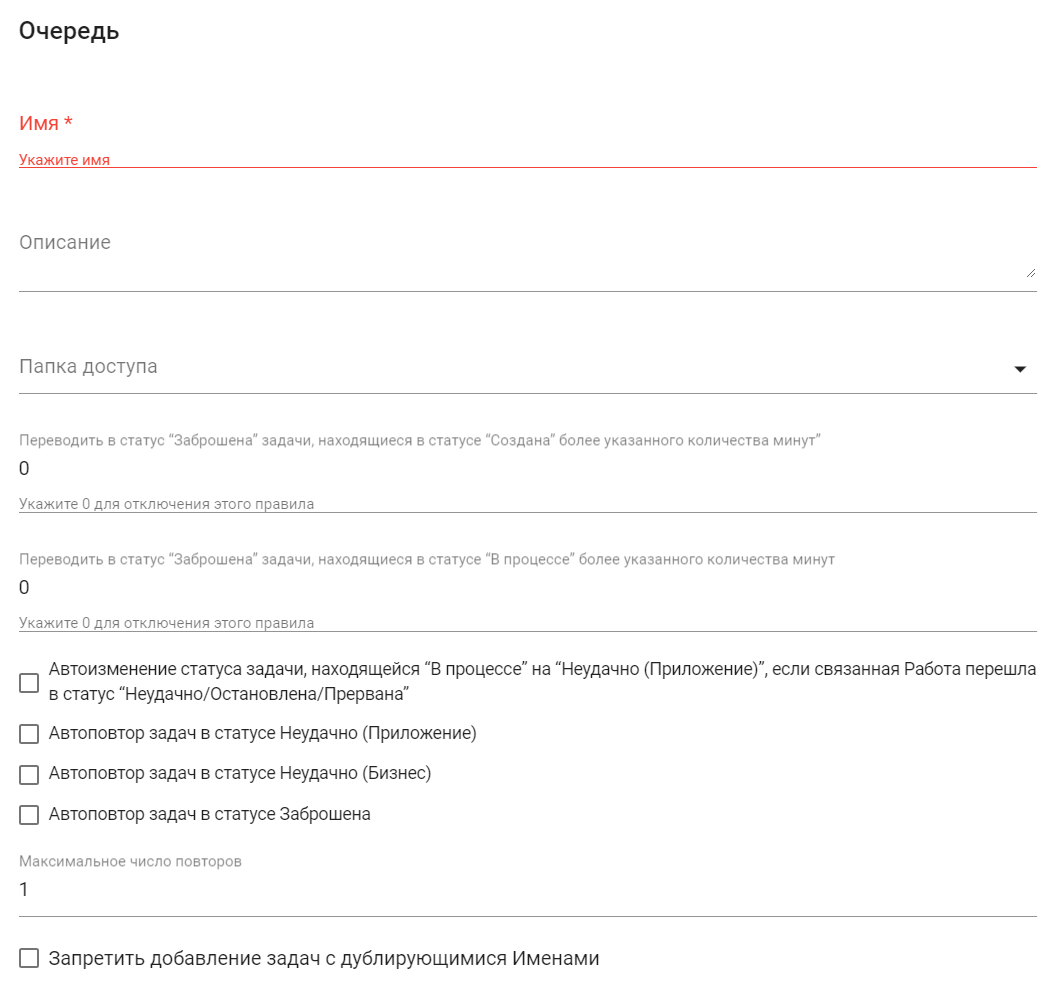 Очередь
Имя *
Укажите имя
Описание
Папка доступа
Переводить в статус “Заброшена” задачи, находящиеся в статусе “Создана” более указанного количества минут”
0
Укажите 0 для отключения этого правила
Переводить в статус “Заброшена” задачи, находящиеся в статусе “В процессе” более указанного количества минут
0
Укажите 0 для отключения этого правила
Автоизменение статуса задачи, находящейся “В процессе” на “Неудачно (Приложение)”, если связанная Работа перешла
в статус “Неудачно/Остановлена/Прервана”
Автоповтор задач в статусе Неудачно (Приложение)
Автоповтор задач в статусе Неудачно (Бизнес)
Автоповтор задач в статусе Заброшена
Максимальное число повторов
1
Запретить добавление задач с дублирующимися Именами